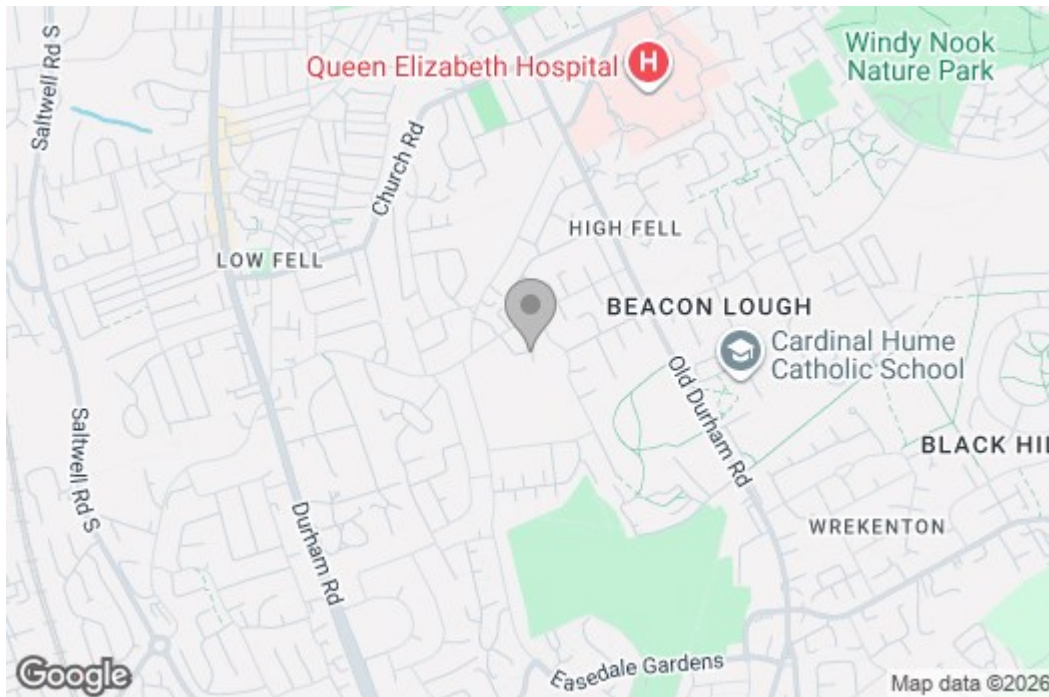 Saltwell Rd S
Queen Elizabeth Hospital
H
Windy Nook
Nature Park
Church Rd
HIGH FELL
LOW FELL
BEACON LOUGH
Cardinal Hume
Catholic School
Old Durham Rd
BLACK HI
Saltwell Rd S
Durham Rd
WREKENTON
Easedale Gardens
Google
Map data ©2026